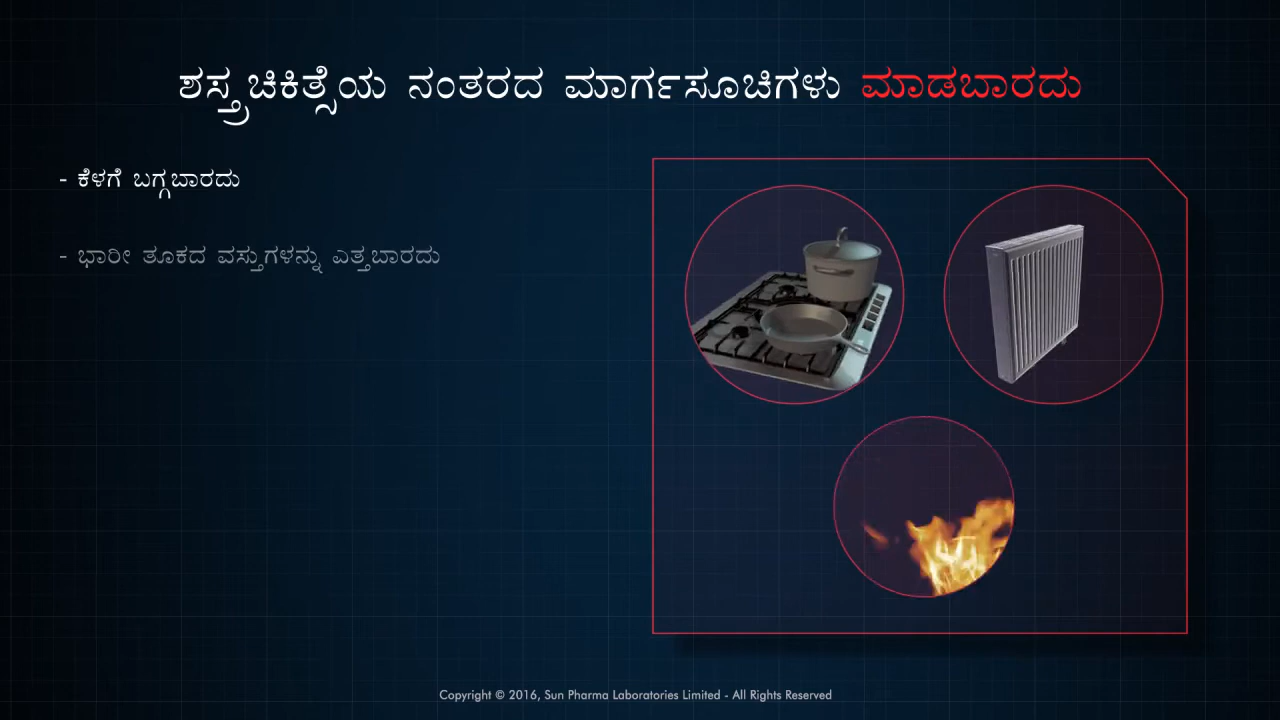 ಶಸ್ತ್ರಚಿಕಿತ್ಸೆಯ ನಂತರದ ಮಾರ್ಗಸೂಚಿಗಳು ಮಾಡಬಾರದು
- ಕೆಳಗೆ ಬಗ್ಗಬಾರದು
- ಭಾರೀ ತೂಕದ ವಸ್ತುಗಳನ್ನು ಎತ್ತಬಾರದು
Copyright © 2016, Sun Pharma Laboratories Limited - All Rights Reserved